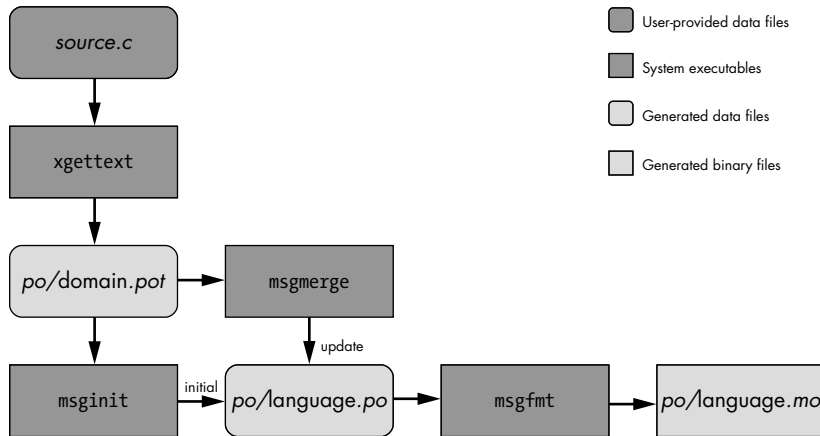 source.c
User-provided data files
System executables
Generated data files
xgettext
Generated binary files
po/domain.pot
msgmerge
update
msginit
initial
po/language.po
msgfmt
po/language.mo